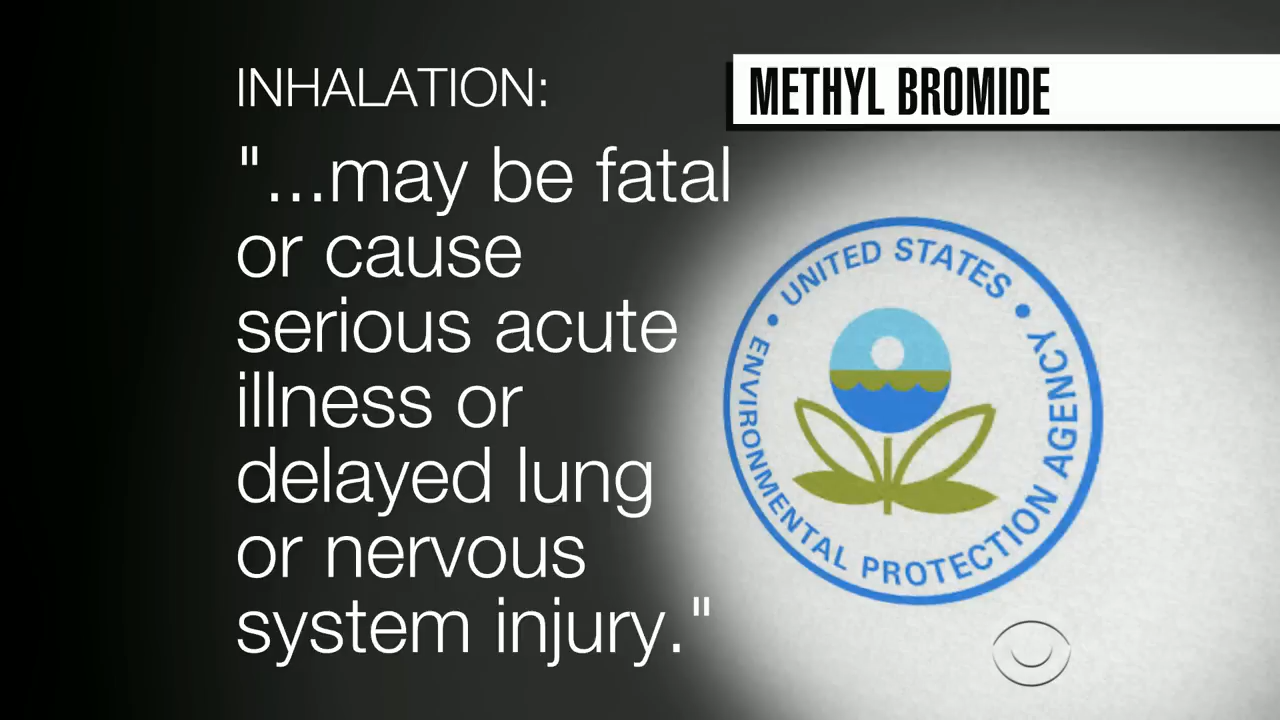 INHALATION:
"...may be fatal
or cause
serious acute
illness or
delayed lung
or nervous
system injury."
METHYL BROMIDE
UNITED STATES
ENVIRONMENTAL PROTECTION AGENCY